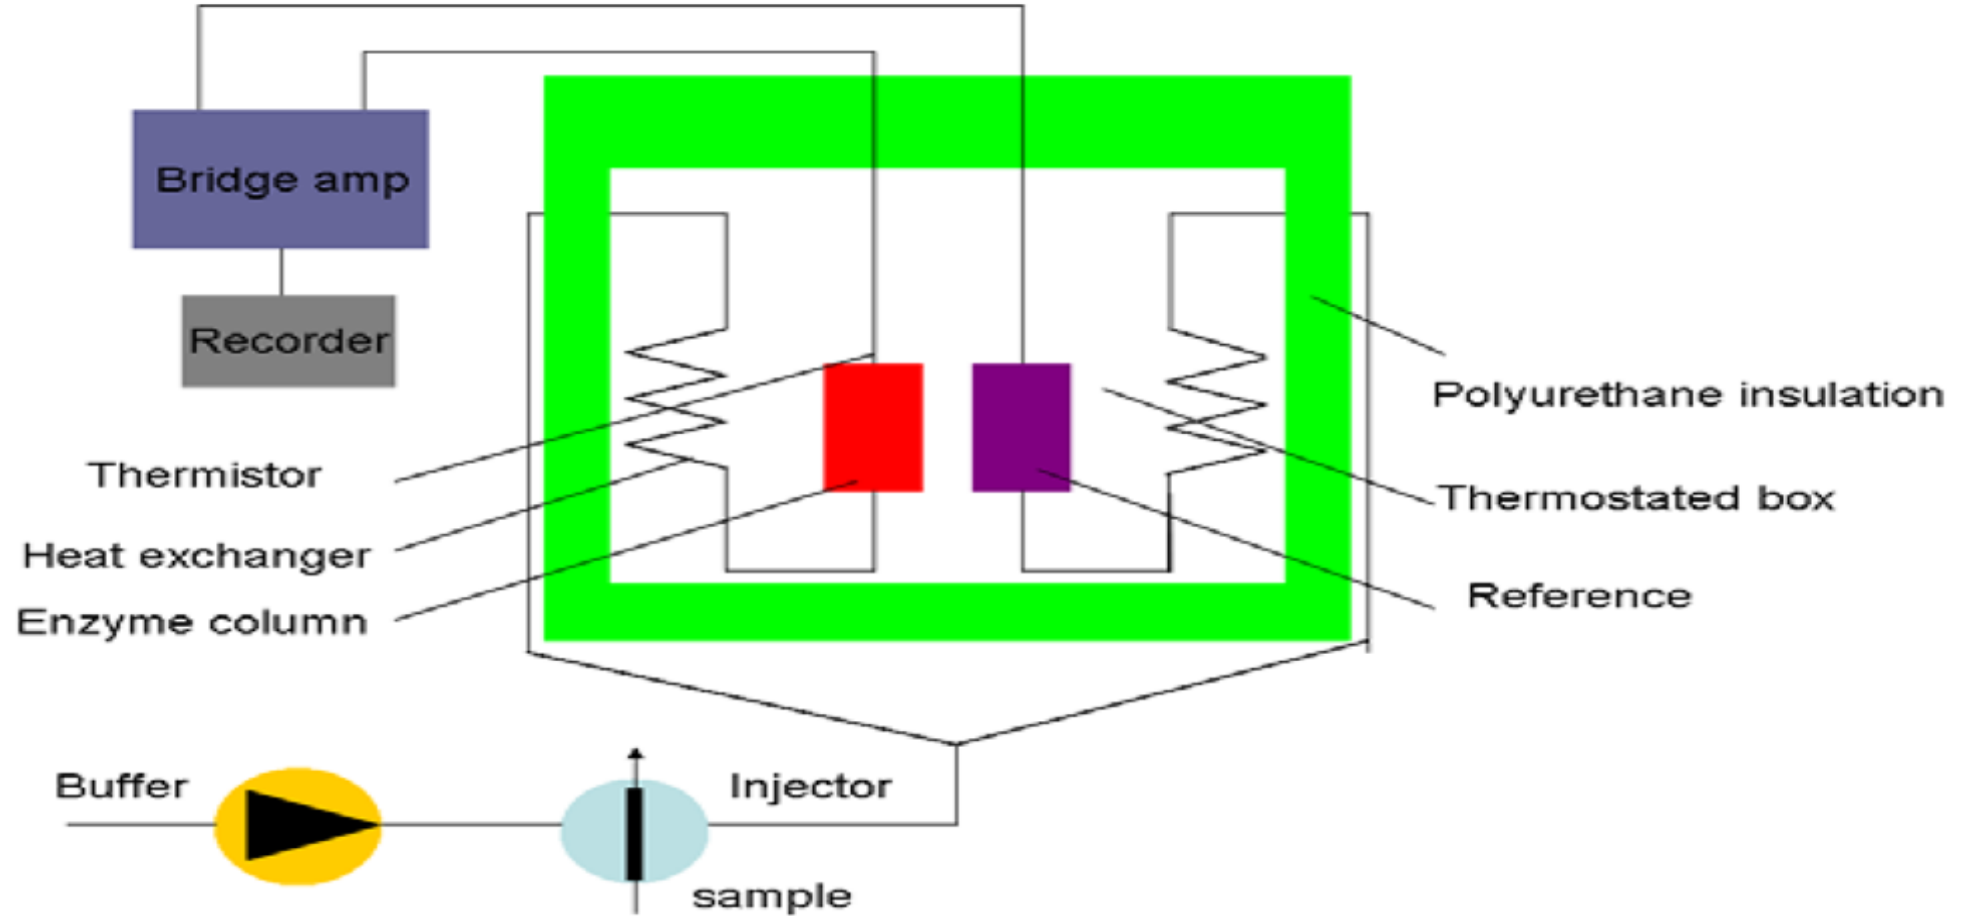 Bridge amp
Recorder
Polyurethane insulation
Thermistor
Thermostated box
Heat exchanger
Reference
Enzyme column
Buffer
Injector
sample